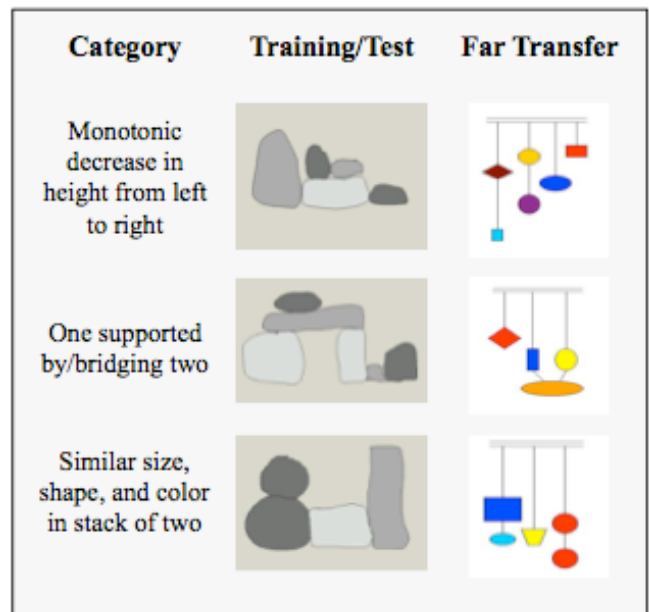 Category Training/Test Far Transfer
Monotonic
decrease in
height from left
to right
One supported
by/bridging two
Similar size,
shape, and color
in stack of two